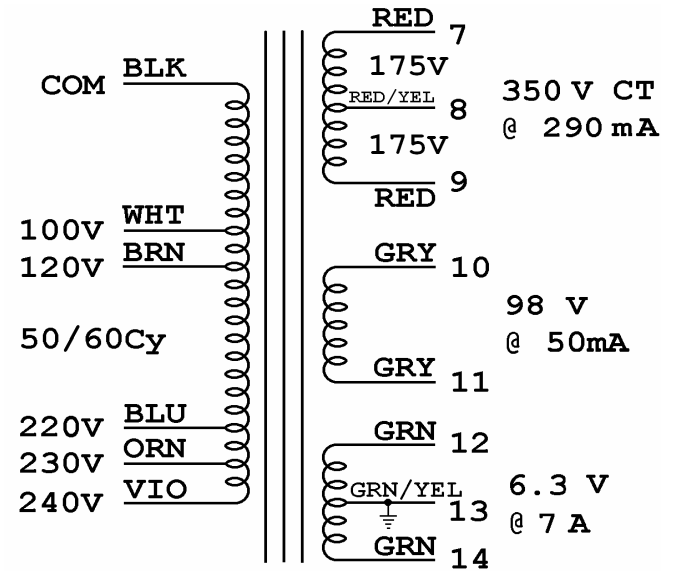 COM BLK
100V WHT
120V BRN
50/60Cy
220V BLU
230V ORN
240V VIO
RED 7
175V
RED/YEL 8
175V
RED 9
350 V CT
@ 290 mA
GRY 10
GRY 11
98 V
@ 50mA
GRN 12
GRN/YEL 13
GRN 14
6.3 V
@ 7 A